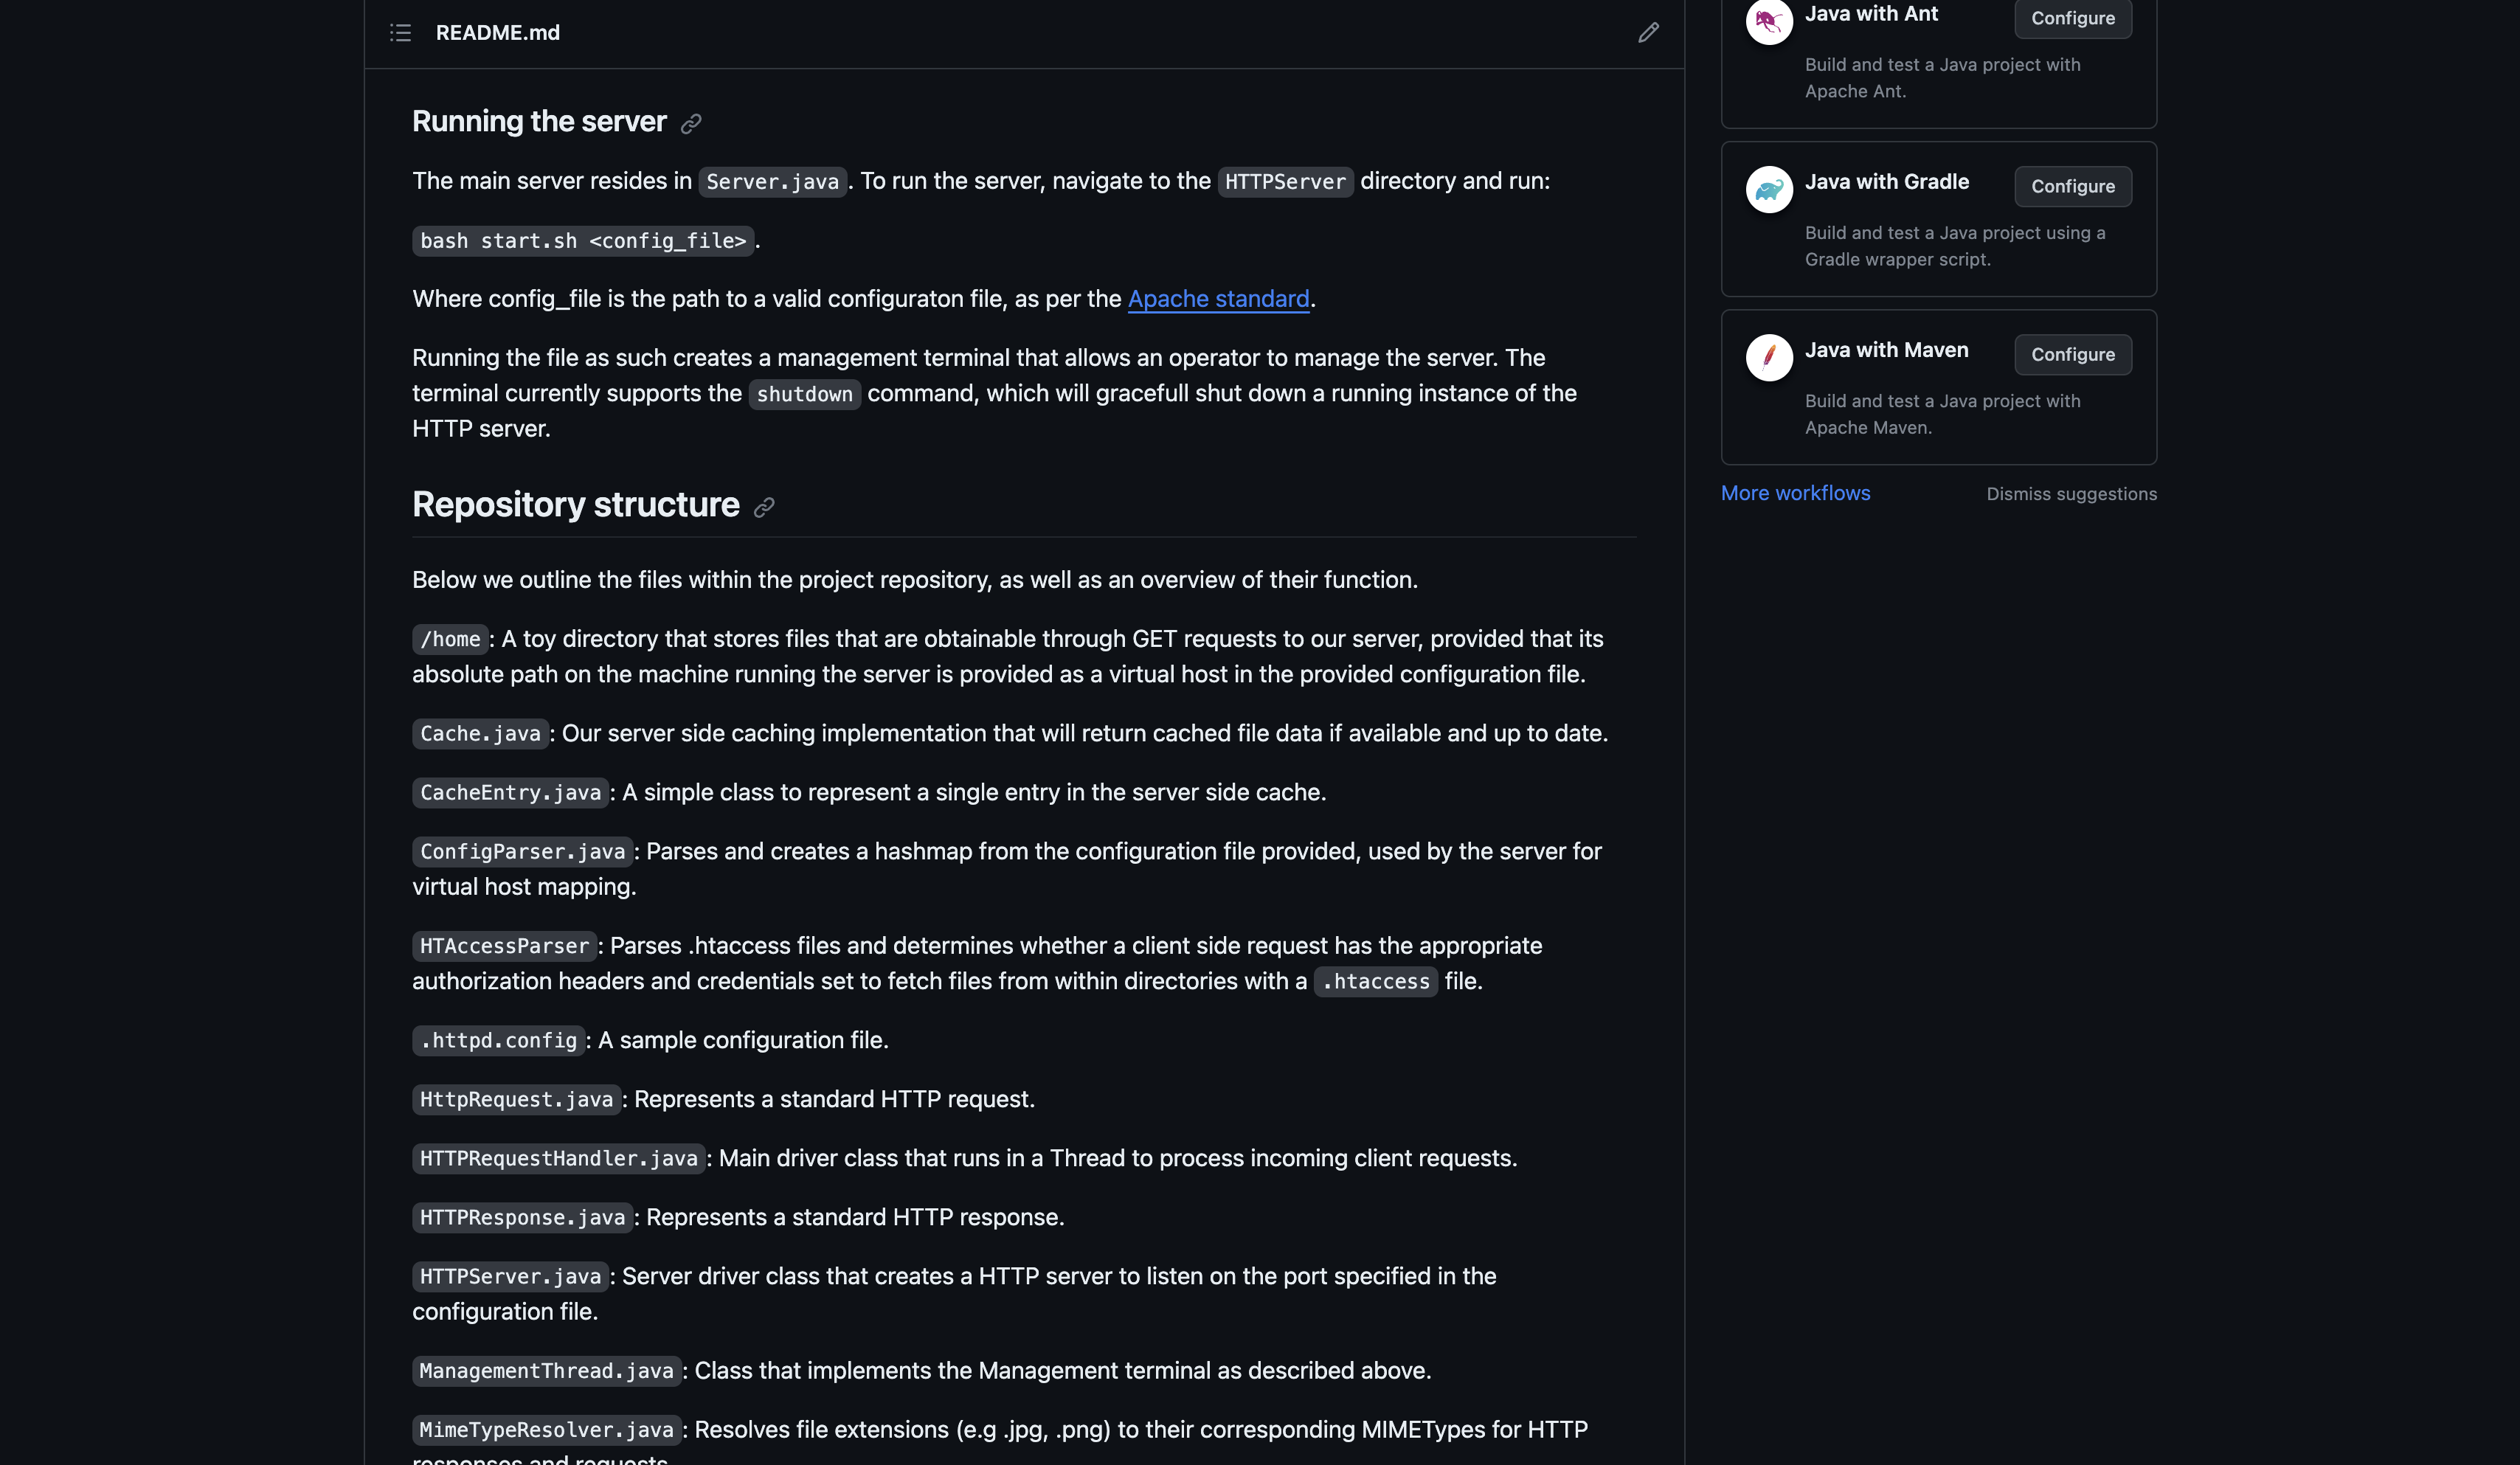 README.md
Running the server
The main server resides in Server.java. To run the server, navigate to the HTTPServer directory and run:
bash start.sh <config_file>.
Where config_file is the path to a valid configuraton file, as per the Apache standard.
Running the file as such creates a management terminal that allows an operator to manage the server. The
terminal currently supports the shutdown command, which will gracefull shut down a running instance of the
HTTP server.
Repository structure
Below we outline the files within the project repository, as well as an overview of their function.
/home: A toy directory that stores files that are obtainable through GET requests to our server, provided that its
absolute path on the machine running the server is provided as a virtual host in the provided configuration file.
Cache.java: Our server side caching implementation that will return cached file data if available and up to date.
CacheEntry.java: A simple class to represent a single entry in the server side cache.
ConfigParser.java: Parses and creates a hashmap from the configuration file provided, used by the server for
virtual host mapping.
HTAccessParser: Parses .htaccess files and determines whether a client side request has the appropriate
authorization headers and credentials set to fetch files from within directories with a .htaccess file.
.httpd.config: A sample configuration file.
HttpRequest.java: Represents a standard HTTP request.
HTTPRequestHandler.java: Main driver class that runs in a Thread to process incoming client requests.
HTTPResponse.java: Represents a standard HTTP response.
HTTPServer.java: Server driver class that creates a HTTP server to listen on the port specified in the
configuration file.
ManagementThread.java: Class that implements the Management terminal as described above.
MimeTypeResolver.java: Resolves file extensions (e.g .jpg, .png) to their corresponding MIMETypes for HTTP
responses and requests.
Java with Ant
Configure
Build and test a Java project with
Apache Ant.
Java with Gradle
Configure
Build and test a Java project using a
Gradle wrapper script.
Java with Maven
Configure
Build and test a Java project with
Apache Maven.
More workflows
Dismiss suggestions